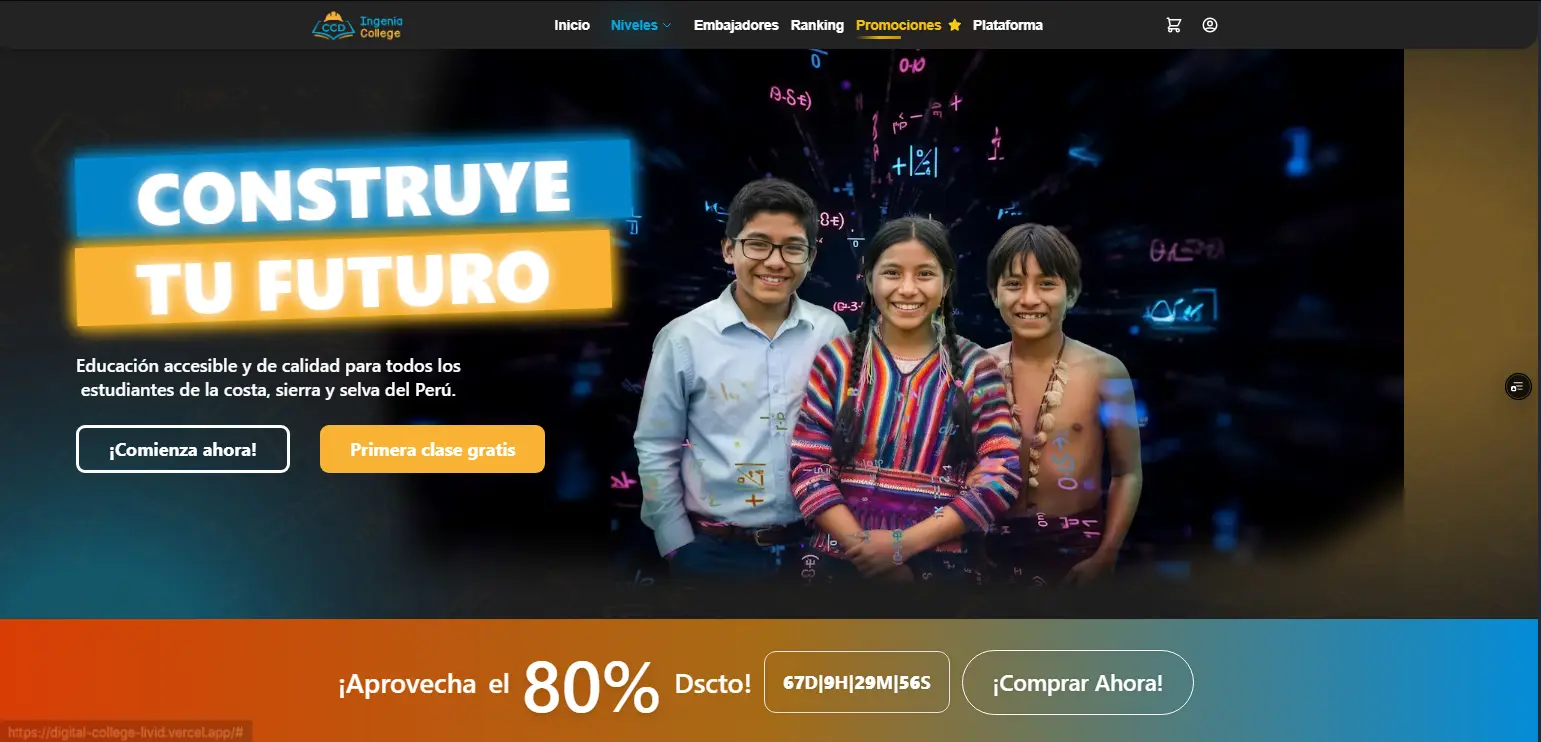 CCD
Ingenia
College
Inicio
Niveles
Embajadores
Ranking
Promociones
Plataforma
CONSTRUYE
TU FUTURO
Educación accesible y de calidad para todos los
estudiantes de la costa, sierra y selva del Perú.
¡Comienza ahora!
Primera clase gratis
¡Aprovecha el 80% Dscto!
67D|9H|29M|56S
¡Comprar Ahora!
https://digital-college-livid.vercel.app/#